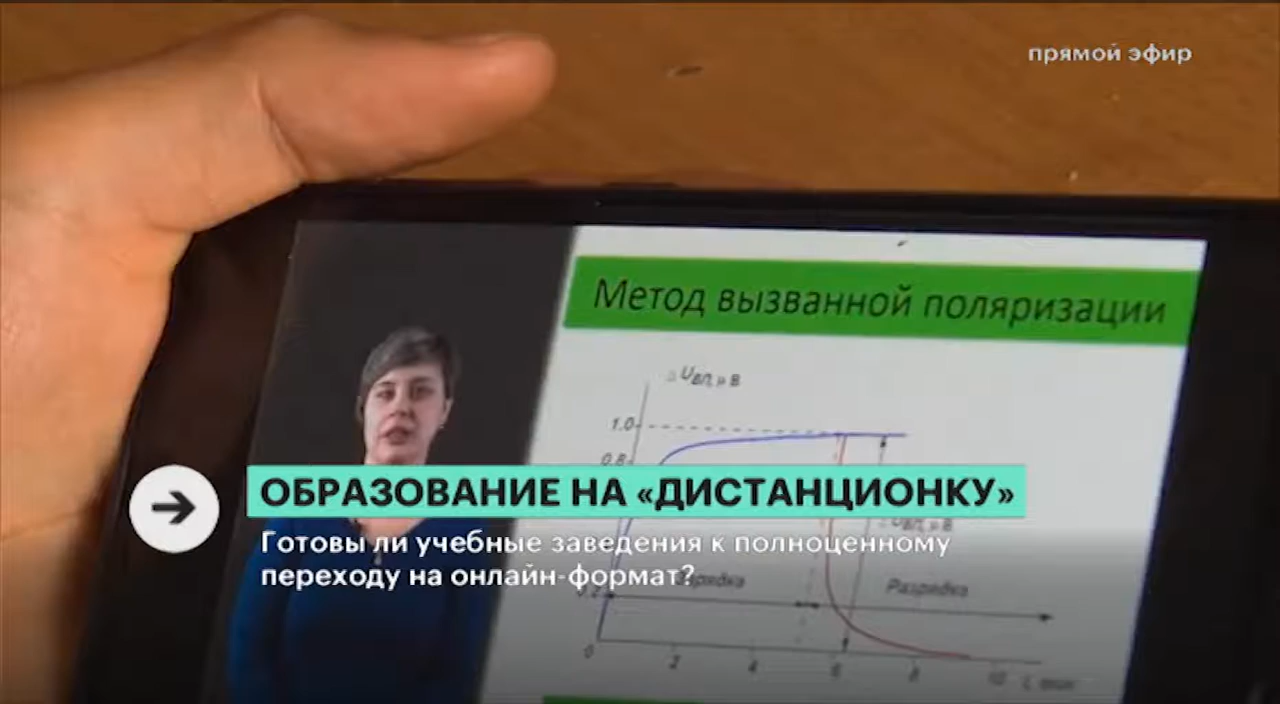 прямой эфир
Метод вызванной поляризации
1.0
0.8
ОБРАЗОВАНИЕ НА «ДИСТАНЦИОНКУ»
Готовы ли учебные заведения к полноценному
переходу на онлайн-формат?
Разрядка
0 2 4 6 8 10